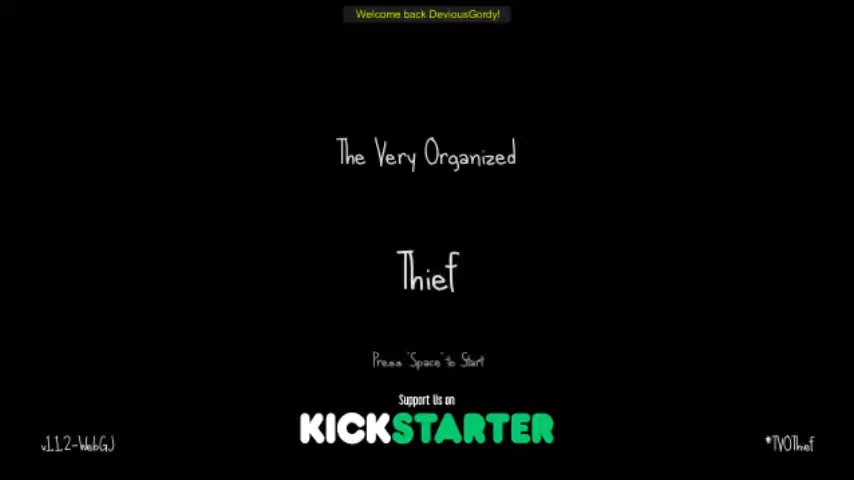 Welcome back DeviousGordy!
The Very Organized
Thief
Press "Space" to Start
Support Us on
KICKSTARTER
v1.1.2-WebGJ
#TVOThief